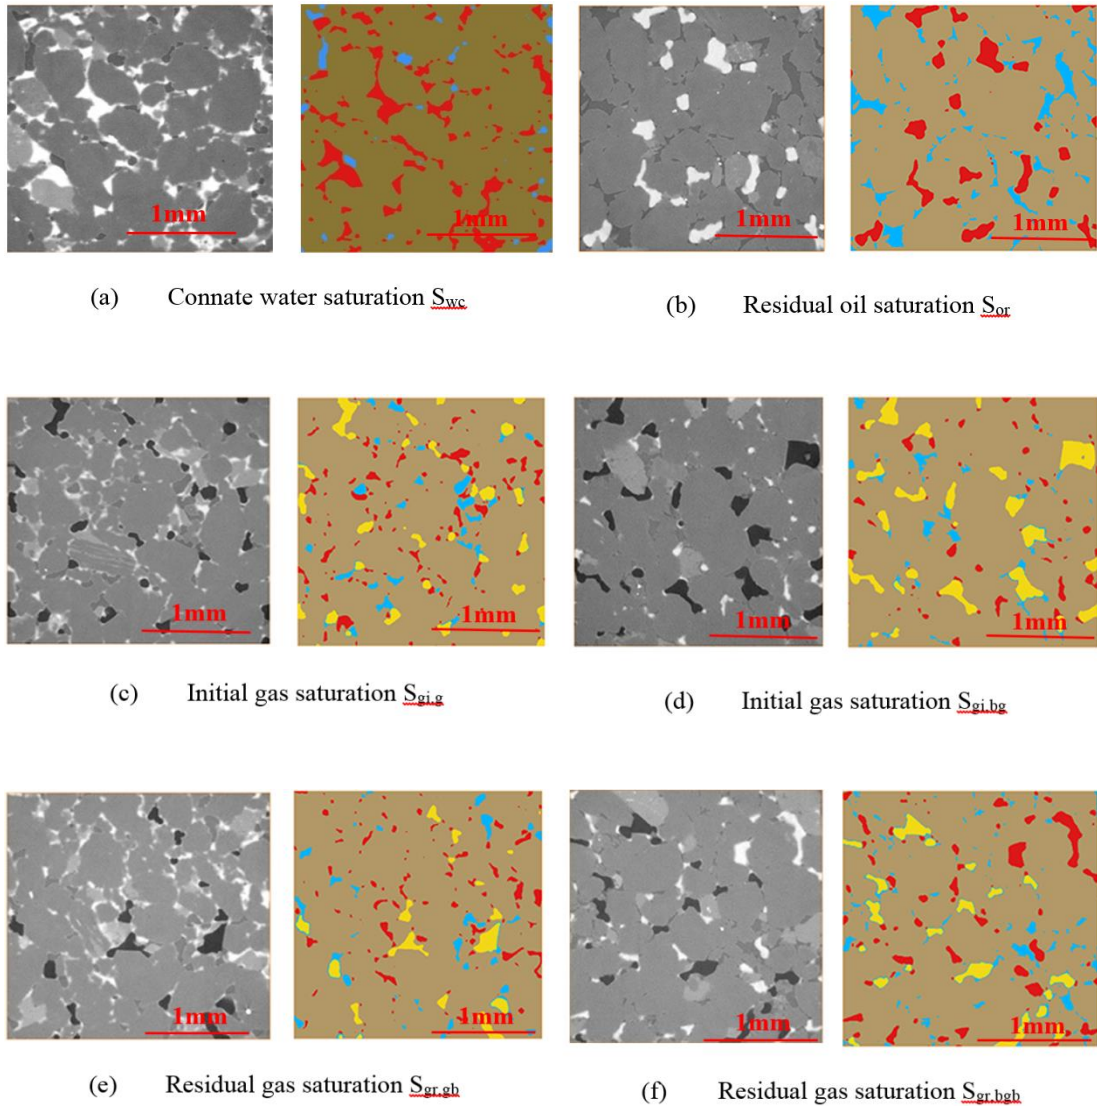 1mm 1mm 1mm 1mm
(a) Connate water saturation Swc
(b) Residual oil saturation Sor
1mm 1mm 1mm 1mm
(c) Initial gas saturation Sgi,g
(d) Initial gas saturation Sgi,bg
1mm 1mm 1mm 1mm
(e) Residual gas saturation Sgr,gb
(f) Residual gas saturation Sgr,bgb